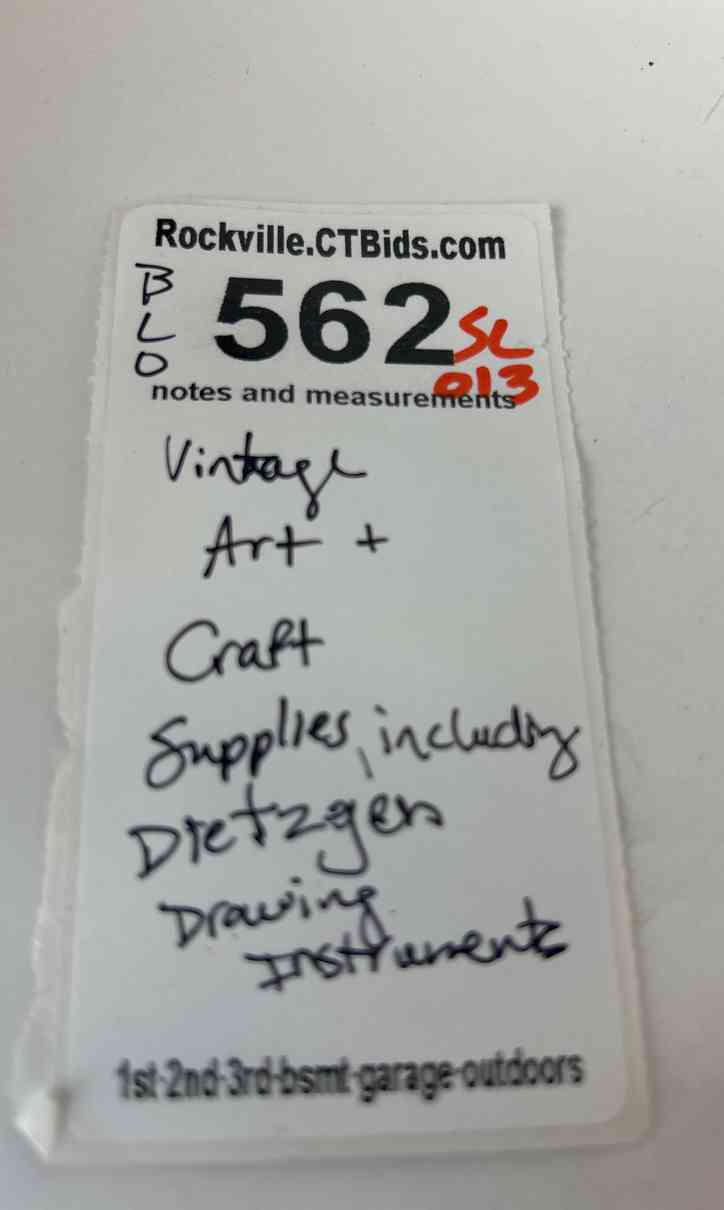 Rockville.CTBids.com
BLO
562
SL
013
notes and measurements
Vintage
Art +
Craft
Supplies, including
Dietzgen
Drawing
Instruments
1st-2nd-3rd-bsmt-garage-outdoors